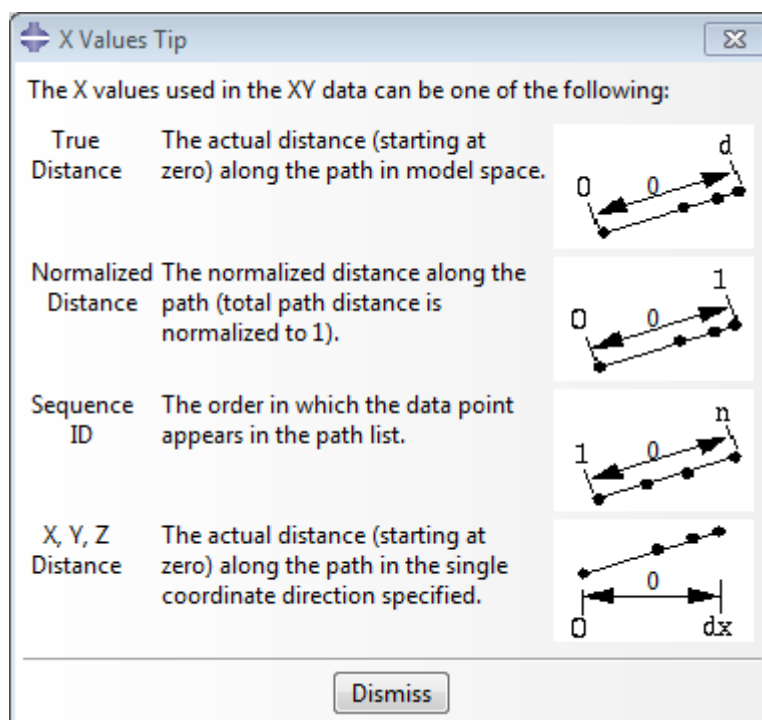 X Values Tip
The X values used in the XY data can be one of the following:
True
Distance
The actual distance (starting at
zero) along the path in model space.
0 0 d
Normalized
Distance
The normalized distance along the
path (total path distance is
normalized to 1).
0 0 1
Sequence
ID
The order in which the data point
appears in the path list.
1 0 n
X, Y, Z
Distance
The actual distance (starting at
zero) along the path in the single
coordinate direction specified.
0
0 dx
Dismiss